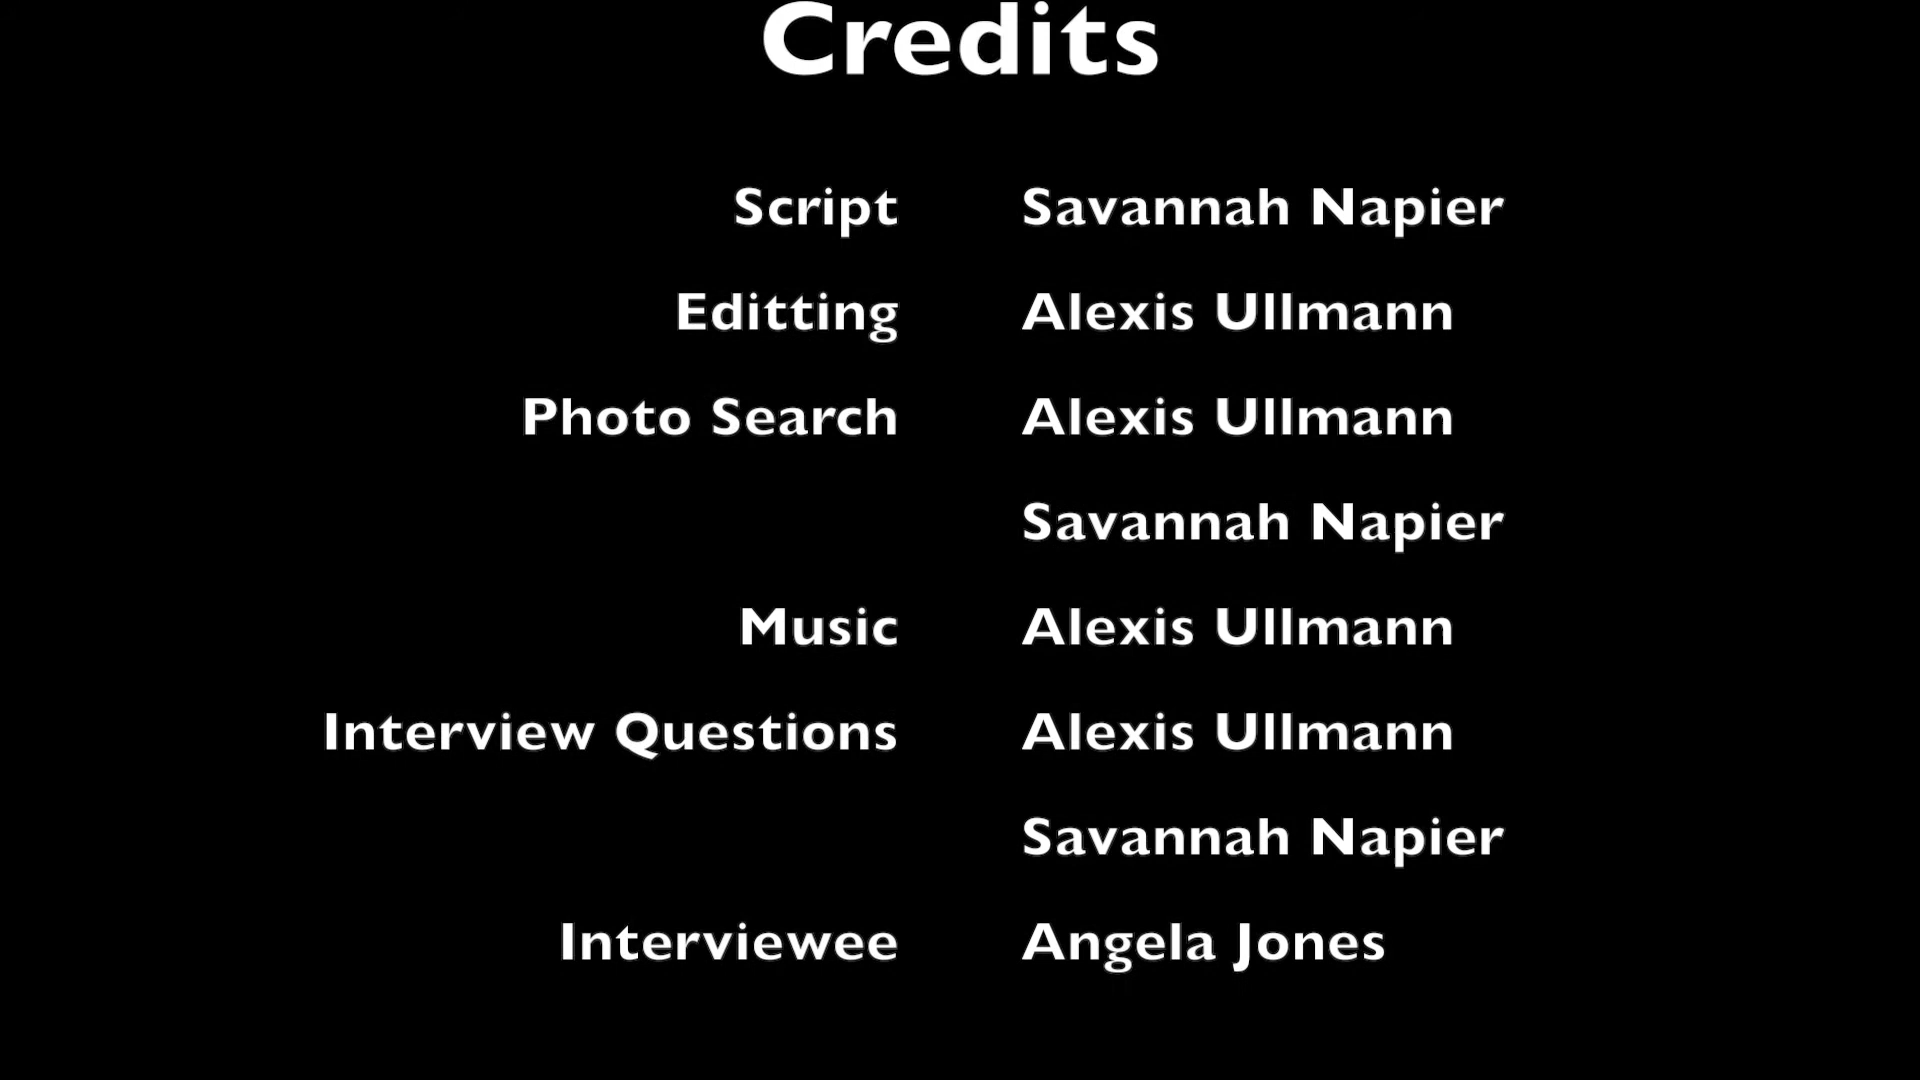 Credits
Script Savannah Napier
Editting Alexis Ullmann
Photo Search Alexis Ullmann
Savannah Napier
Music Alexis Ullmann
Interview Questions Alexis Ullmann
Savannah Napier
Interviewee Angela Jones